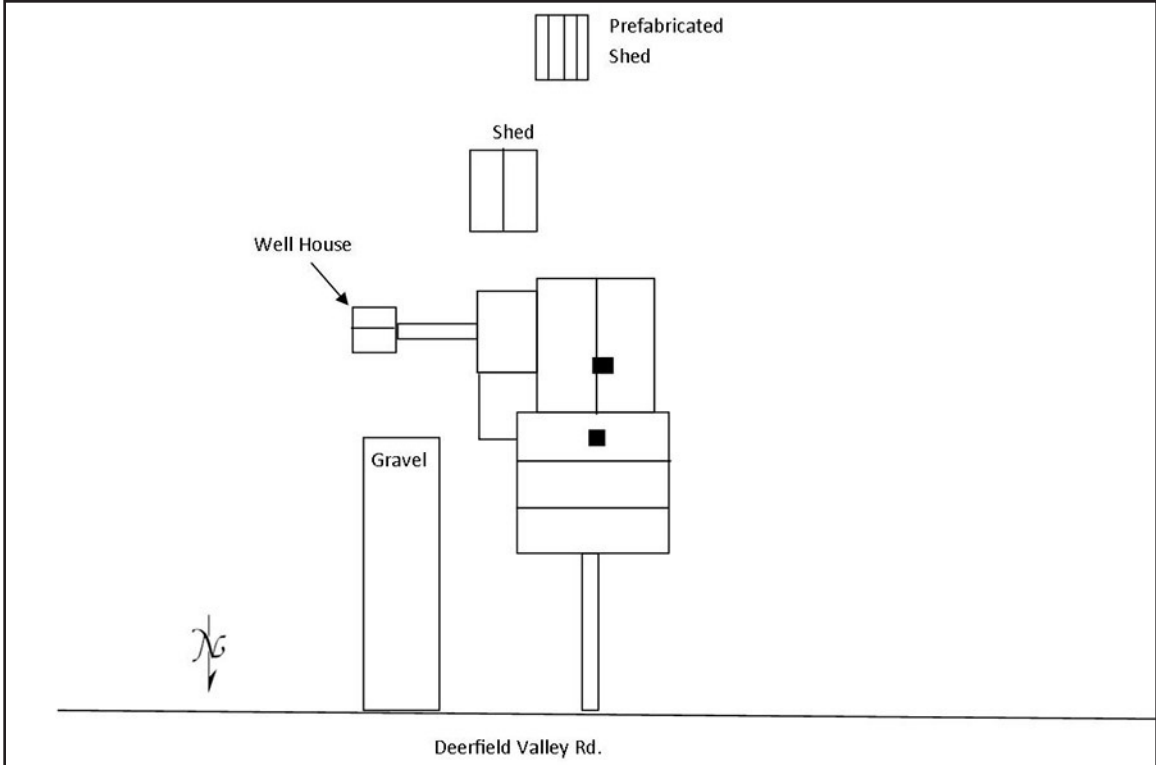 Prefabricated
Shed
Shed
Well House
Gravel
N
Deerfield Valley Rd.